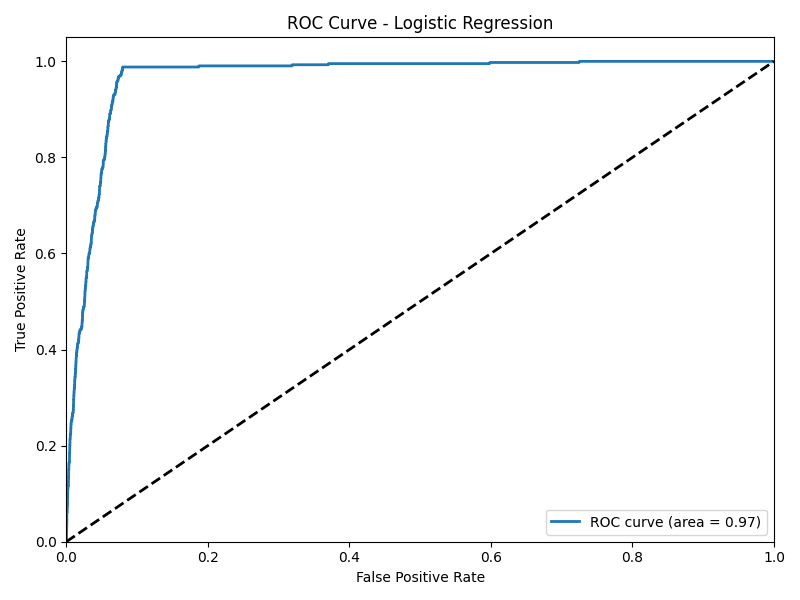 ROC Curve - Logistic Regression
1.0
0.8
0.6
0.4
0.2
0.0
True Positive Rate
ROC curve (area = 0.97)
0.0 0.2 0.4 0.6 0.8 1.0
False Positive Rate